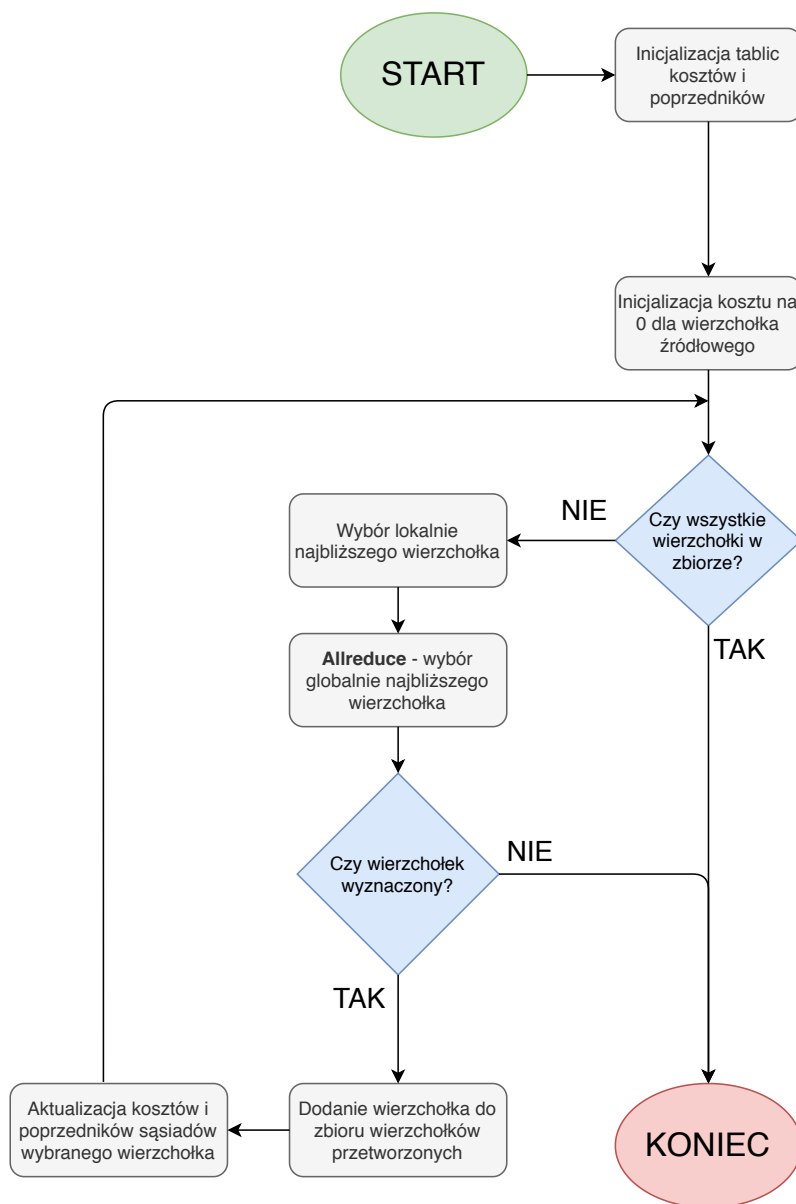 START
Inicjalizacja tablic
kosztów i
poprzedników
Inicjalizacja kosztu na
0 dla wierzchołka
źródłowego
Czy wszystkie
wierzchołki w
zbiorze?
NIE
TAK
Wybór lokalnie
najbliższego wierzchołka
Allreduce - wybór
globalnie najbliższego
wierzchołka
Czy wierzchołek
wyznaczony?
NIE
TAK
Dodanie wierzchołka do
zbioru wierzchołków
przetworzonych
Aktualizacja kosztów i
poprzedników sąsiadów
wybranego wierzchołka
KONIEC